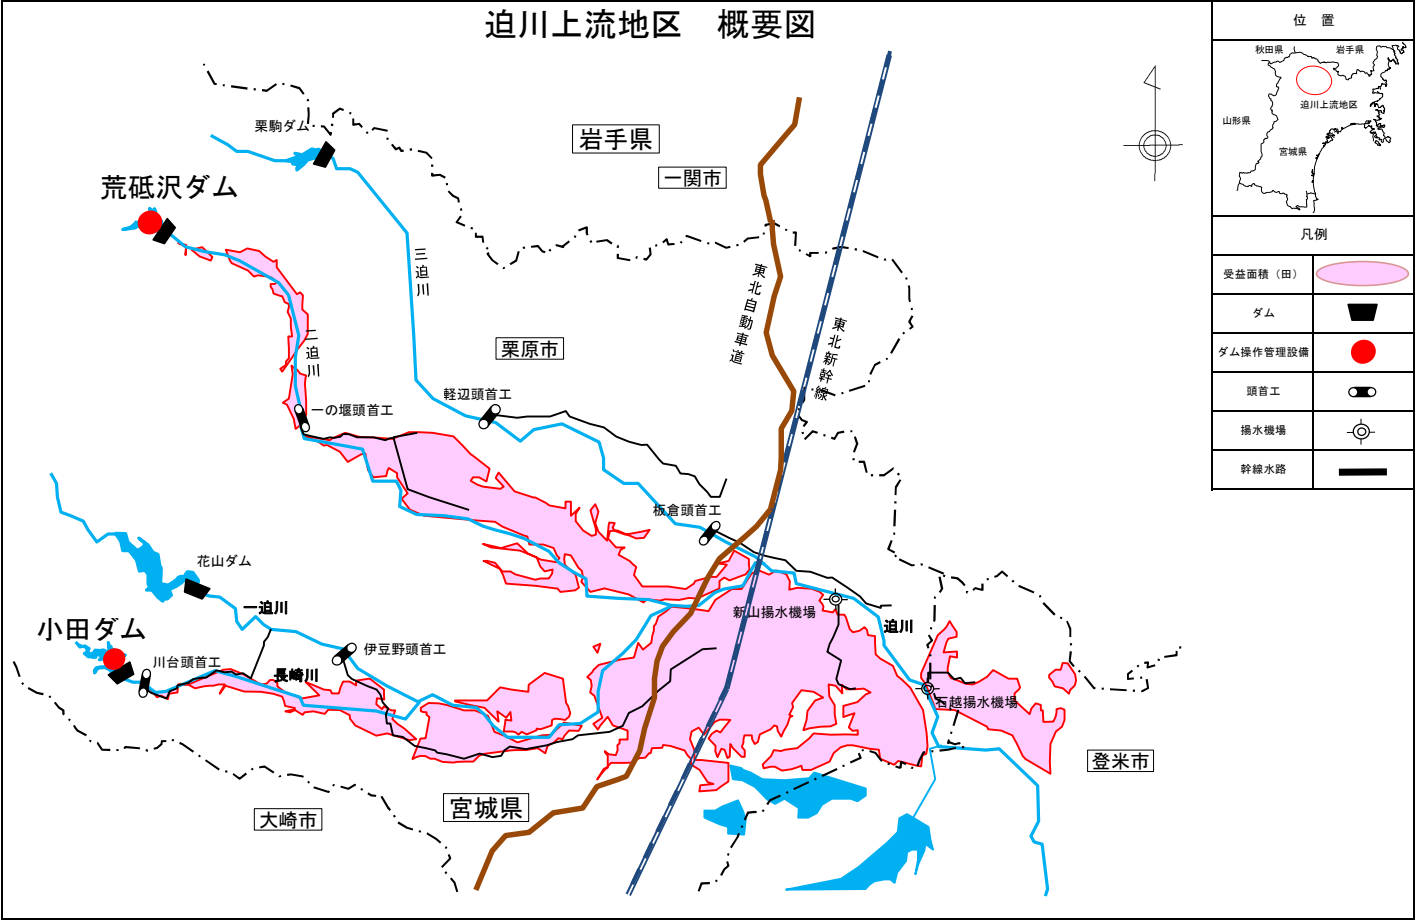 迫川上流地区　概要図
位　置
秋田県
岩手県
迫川上流地区
山形県
宮城県
凡例
受益面積（田）
ダム
ダム操作管理設備
頭首工
揚水機場
幹線水路
栗駒ダム
岩手県
一関市
荒砥沢ダム
三迫川
東北自動車道
東北新幹線
二迫川
栗原市
軽辺頭首工
一の堰頭首工
板倉頭首工
花山ダム
一迫川
新山揚水機場
迫川
小田ダム
伊豆野頭首工
川台頭首工
長崎川
石越揚水機場
登米市
宮城県
大崎市